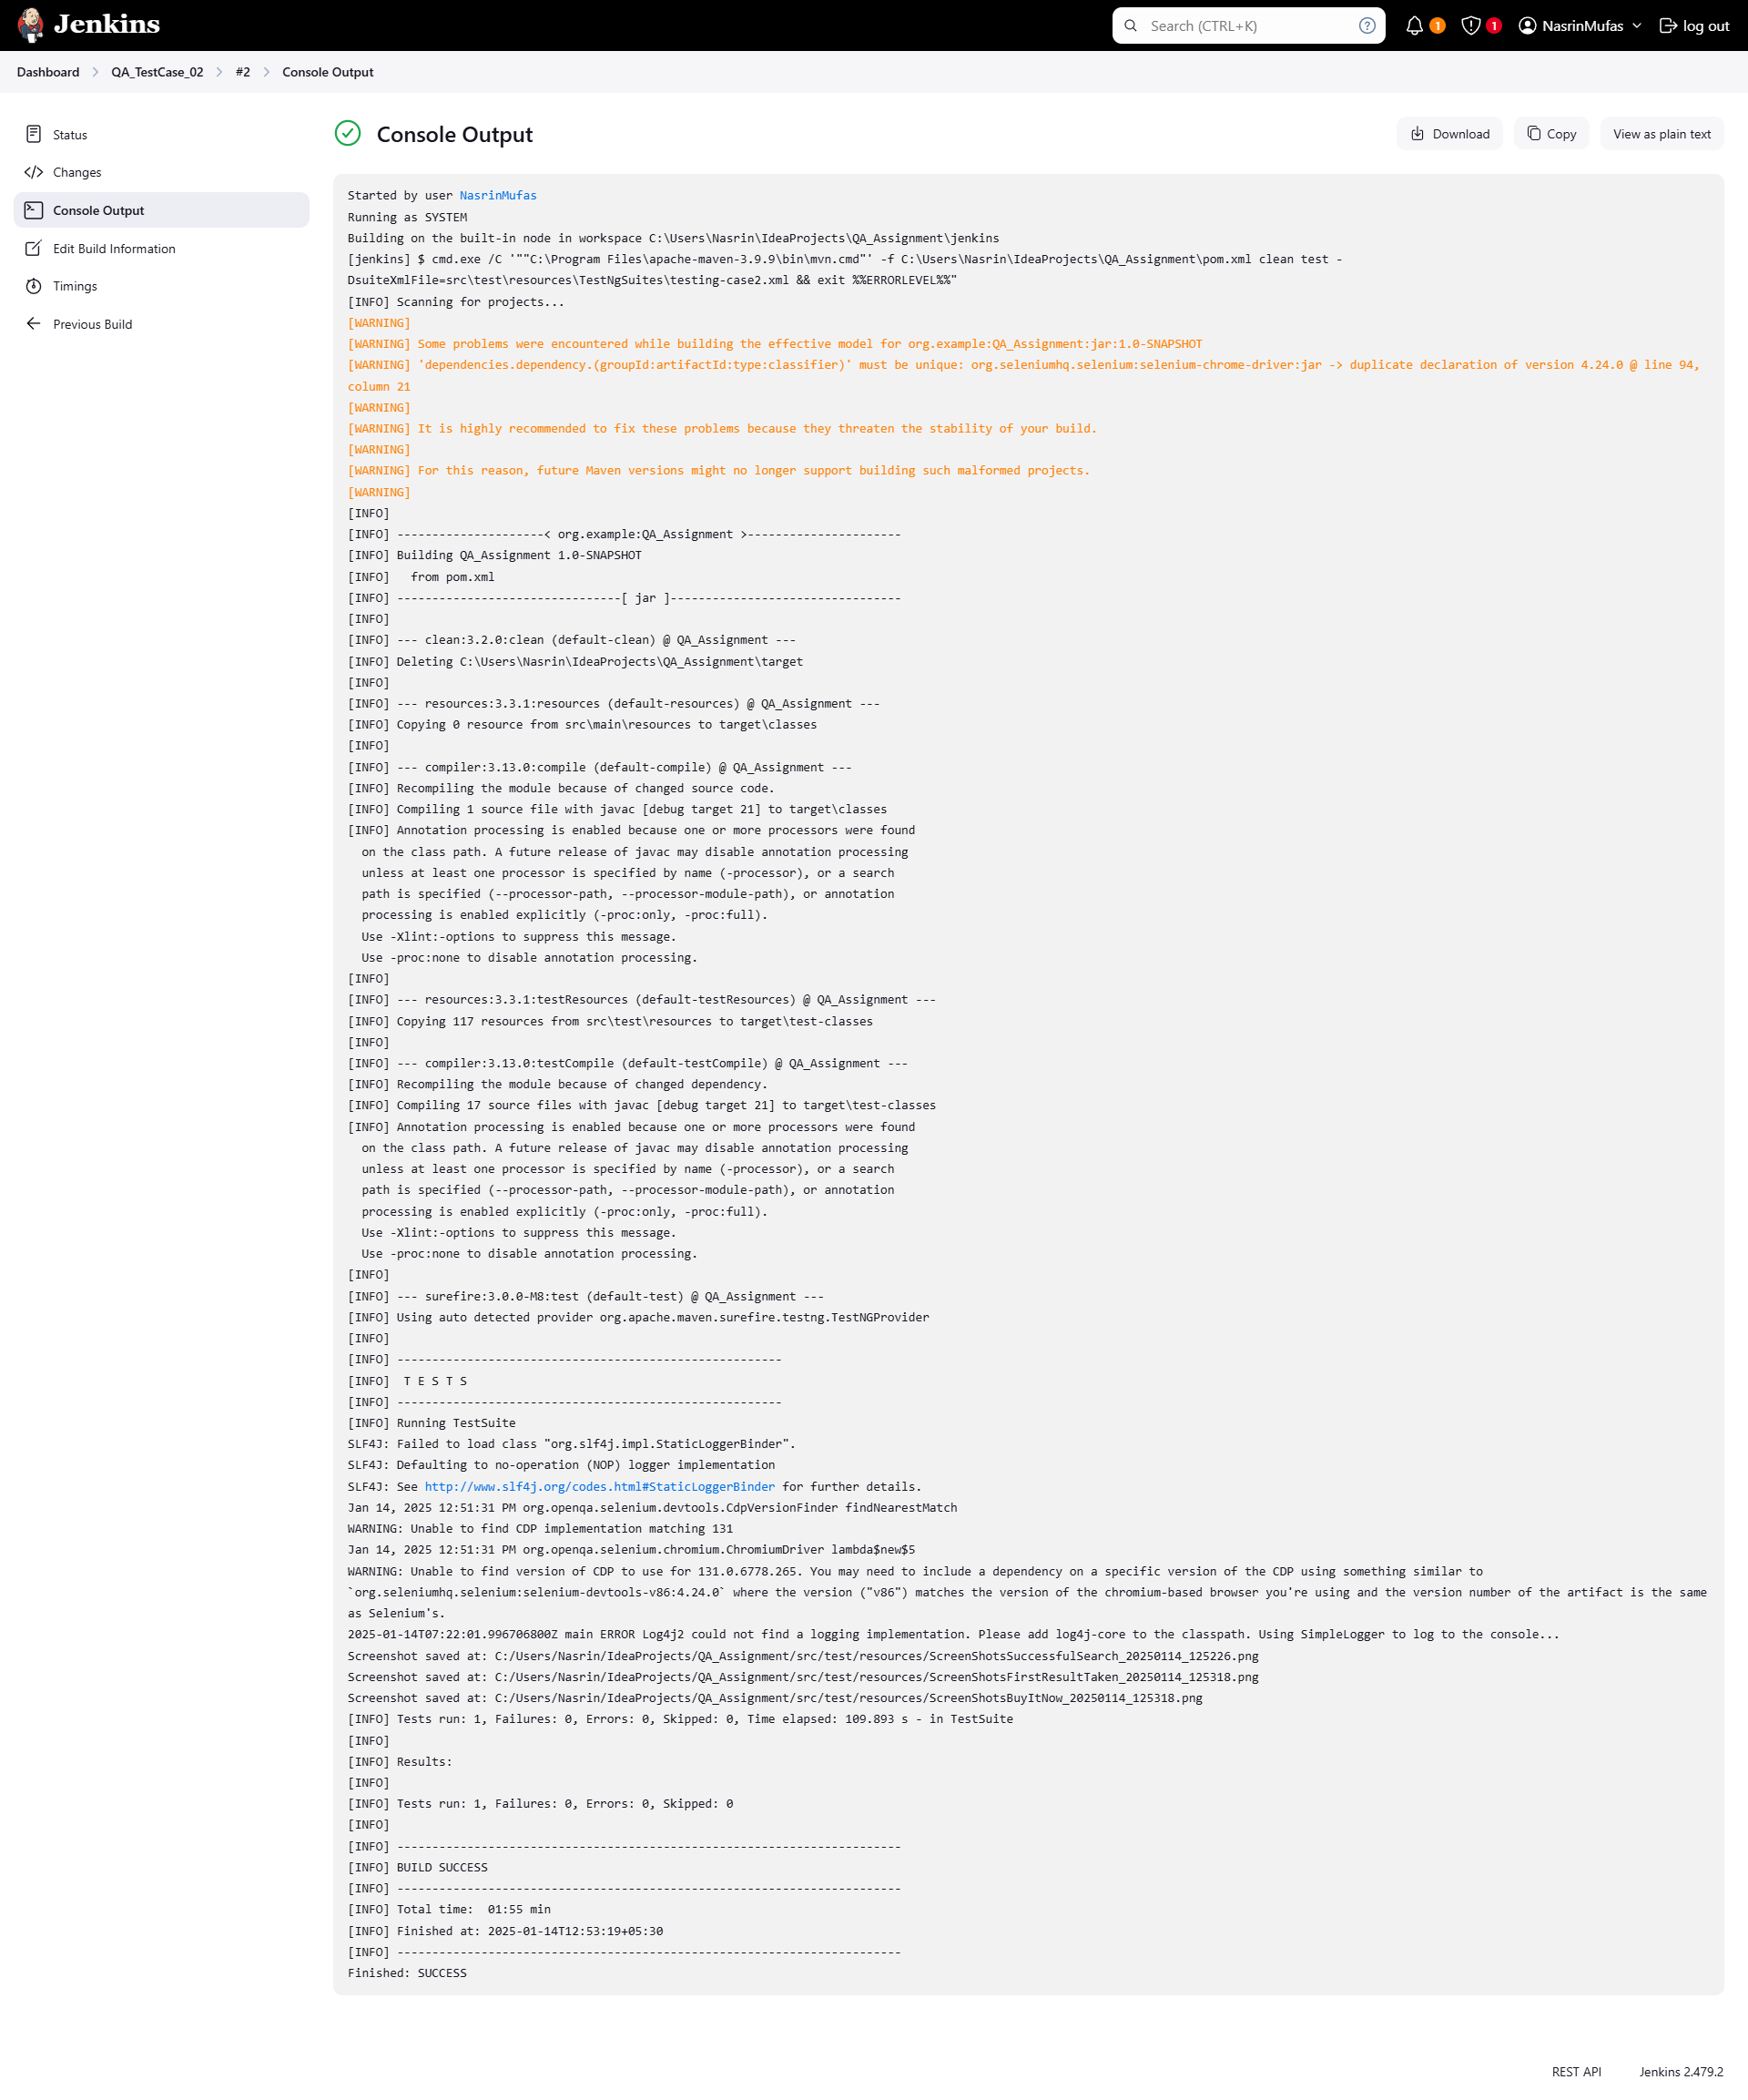 Jenkins
Search (CTRL+K)
1
1
NasrinMufas
log out
Dashboard
QA_TestCase_02
#2
Console Output
Status
Changes
Console Output
Edit Build Information
Timings
Previous Build
Console Output
Download
Copy
View as plain text
Started by user NasrinMufas
Running as SYSTEM
Building on the built-in node in workspace C:\Users\Nasrin\IdeaProjects\QA_Assignment\jenkins
[jenkins] $ cmd.exe /C '""C:\Program Files\apache-maven-3.9.9\bin\mvn.cmd"' -f C:\Users\Nasrin\IdeaProjects\QA_Assignment\pom.xml clean test -
DsuiteXmlFile=src\test\resources\TestNgSuites\testing-case2.xml && exit %%ERRORLEVEL%%"
[INFO] Scanning for projects...
[WARNING]
[WARNING] Some problems were encountered while building the effective model for org.example:QA_Assignment:jar:1.0-SNAPSHOT
[WARNING] 'dependencies.dependency.(groupId:artifactId:type:classifier)' must be unique: org.seleniumhq.selenium:selenium-chrome-driver:jar -> duplicate declaration of version 4.24.0 @ line 94,
column 21
[WARNING]
[WARNING] It is highly recommended to fix these problems because they threaten the stability of your build.
[WARNING]
[WARNING] For this reason, future Maven versions might no longer support building such malformed projects.
[WARNING]
[INFO]
[INFO] ---------------------< org.example:QA_Assignment >----------------------
[INFO] Building QA_Assignment 1.0-SNAPSHOT
[INFO]   from pom.xml
[INFO] --------------------------------[ jar ]---------------------------------
[INFO]
[INFO] --- clean:3.2.0:clean (default-clean) @ QA_Assignment ---
[INFO] Deleting C:\Users\Nasrin\IdeaProjects\QA_Assignment\target
[INFO]
[INFO] --- resources:3.3.1:resources (default-resources) @ QA_Assignment ---
[INFO] Copying 0 resource from src\main\resources to target\classes
[INFO]
[INFO] --- compiler:3.13.0:compile (default-compile) @ QA_Assignment ---
[INFO] Recompiling the module because of changed source code.
[INFO] Compiling 1 source file with javac [debug target 21] to target\classes
[INFO] Annotation processing is enabled because one or more processors were found
  on the class path. A future release of javac may disable annotation processing
  unless at least one processor is specified by name (-processor), or a search
  path is specified (--processor-path, --processor-module-path), or annotation
  processing is enabled explicitly (-proc:only, -proc:full).
  Use -Xlint:-options to suppress this message.
  Use -proc:none to disable annotation processing.
[INFO]
[INFO] --- resources:3.3.1:testResources (default-testResources) @ QA_Assignment ---
[INFO] Copying 117 resources from src\test\resources to target\test-classes
[INFO]
[INFO] --- compiler:3.13.0:testCompile (default-testCompile) @ QA_Assignment ---
[INFO] Recompiling the module because of changed dependency.
[INFO] Compiling 17 source files with javac [debug target 21] to target\test-classes
[INFO] Annotation processing is enabled because one or more processors were found
  on the class path. A future release of javac may disable annotation processing
  unless at least one processor is specified by name (-processor), or a search
  path is specified (--processor-path, --processor-module-path), or annotation
  processing is enabled explicitly (-proc:only, -proc:full).
  Use -Xlint:-options to suppress this message.
  Use -proc:none to disable annotation processing.
[INFO]
[INFO] --- surefire:3.0.0-M8:test (default-test) @ QA_Assignment ---
[INFO] Using auto detected provider org.apache.maven.surefire.testng.TestNGProvider
[INFO]
[INFO] -------------------------------------------------------
[INFO]  T E S T S
[INFO] -------------------------------------------------------
[INFO] Running TestSuite
SLF4J: Failed to load class "org.slf4j.impl.StaticLoggerBinder".
SLF4J: Defaulting to no-operation (NOP) logger implementation
SLF4J: See http://www.slf4j.org/codes.html#StaticLoggerBinder for further details.
Jan 14, 2025 12:51:31 PM org.openqa.selenium.devtools.CdpVersionFinder findNearestMatch
WARNING: Unable to find CDP implementation matching 131
Jan 14, 2025 12:51:31 PM org.openqa.selenium.chromium.ChromiumDriver lambda$new$5
WARNING: Unable to find version of CDP to use for 131.0.6778.265. You may need to include a dependency on a specific version of the CDP using something similar to
`org.seleniumhq.selenium:selenium-devtools-v86:4.24.0` where the version ("v86") matches the version of the chromium-based browser you're using and the version number of the artifact is the same
as Selenium's.
2025-01-14T07:22:01.996706800Z main ERROR Log4j2 could not find a logging implementation. Please add log4j-core to the classpath. Using SimpleLogger to log to the console...
Screenshot saved at: C:/Users/Nasrin/IdeaProjects/QA_Assignment/src/test/resources/ScreenShotsSuccessfulSearch_20250114_125226.png
Screenshot saved at: C:/Users/Nasrin/IdeaProjects/QA_Assignment/src/test/resources/ScreenShotsFirstResultTaken_20250114_125318.png
Screenshot saved at: C:/Users/Nasrin/IdeaProjects/QA_Assignment/src/test/resources/ScreenShotsBuyItNow_20250114_125318.png
[INFO] Tests run: 1, Failures: 0, Errors: 0, Skipped: 0, Time elapsed: 109.893 s - in TestSuite
[INFO]
[INFO] Results:
[INFO]
[INFO] Tests run: 1, Failures: 0, Errors: 0, Skipped: 0
[INFO]
[INFO] ------------------------------------------------------------------------
[INFO] BUILD SUCCESS
[INFO] ------------------------------------------------------------------------
[INFO] Total time:  01:55 min
[INFO] Finished at: 2025-01-14T12:53:19+05:30
[INFO] ------------------------------------------------------------------------
Finished: SUCCESS
REST API
Jenkins 2.479.2